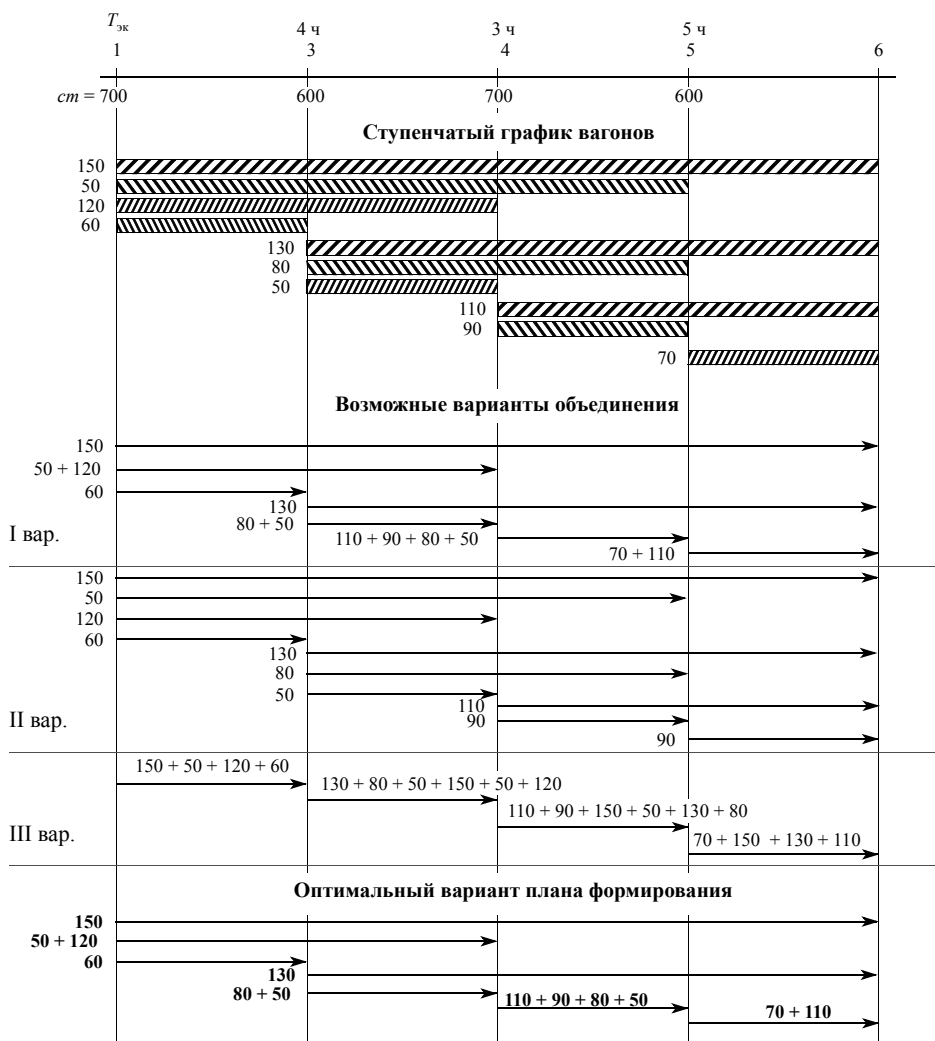 Tэк 4 ч 3 ч 5 ч
1 3 4 5 6
cm = 700 600 700 600
Ступенчатый график вагонов
150
50
120
60
130
80
50
110
90
70
Возможные варианты объединения
150
50 + 120
60
130
80 + 50
I вар.
110 + 90 + 80 + 50
70 + 110
150
50
120
60
130
80
50
110
II вар.
90
90
150 + 50 + 120 + 60
130 + 80 + 50 + 150 + 50 + 120
110 + 90 + 150 + 50 + 130 + 80
III вар.
70 + 150 + 130 + 110
Оптимальный вариант плана формирования
150
50 + 120
60
130
80 + 50
110 + 90 + 80 + 50
70 + 110